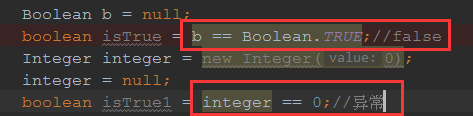 Boolean b = null;
boolean isTrue = b == Boolean.TRUE;//false
Integer integer = new Integer( value: 0);
integer = null;
boolean isTrue1 = integer == 0;//异常